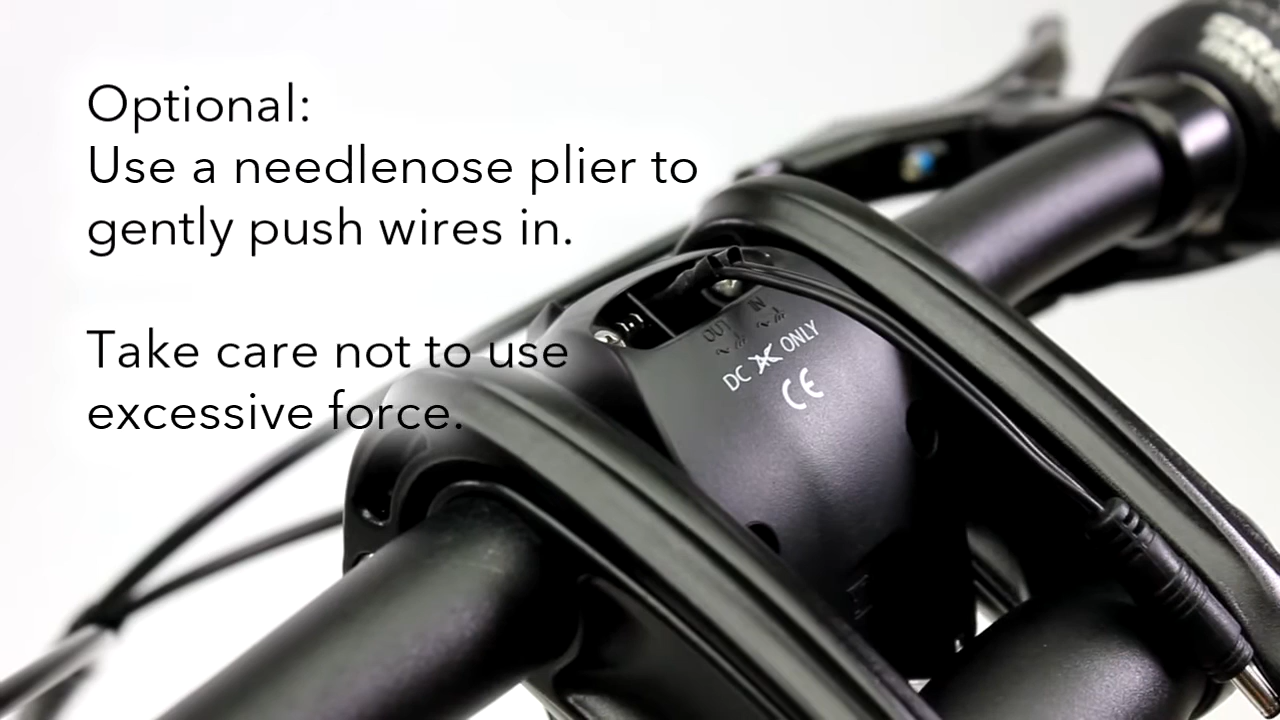 Optional:
Use a needlenose plier to
gently push wires in.
Take care not to use
excessive force.
OUT IN
DC AC ONLY
CE